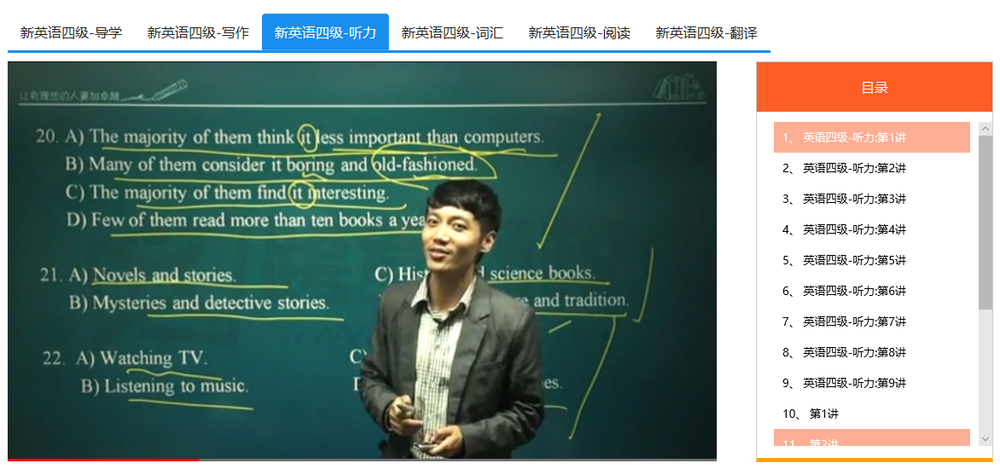 新英语四级-导学 新英语四级-写作 新英语四级-听力 新英语四级-词汇 新英语四级-阅读 新英语四级-翻译
让有理想的人更加卓越
20. A) The majority of them think it less important than computers.
B) Many of them consider it boring and old-fashioned.
C) The majority of them find it interesting.
D) Few of them read more than ten books a yea
21. A) Novels and stories. C) Hist science books.
B) Mysteries and detective stories. and tradition.
22. A) Watching TV. C)
B) Listening to music.
目录
1、 英语四级-听力:第1讲
2、 英语四级-听力:第2讲
3、 英语四级-听力:第3讲
4、 英语四级-听力:第4讲
5、 英语四级-听力:第5讲
6、 英语四级-听力:第6讲
7、 英语四级-听力:第7讲
8、 英语四级-听力:第8讲
9、 英语四级-听力:第9讲
10、 第1讲
11、 第2讲